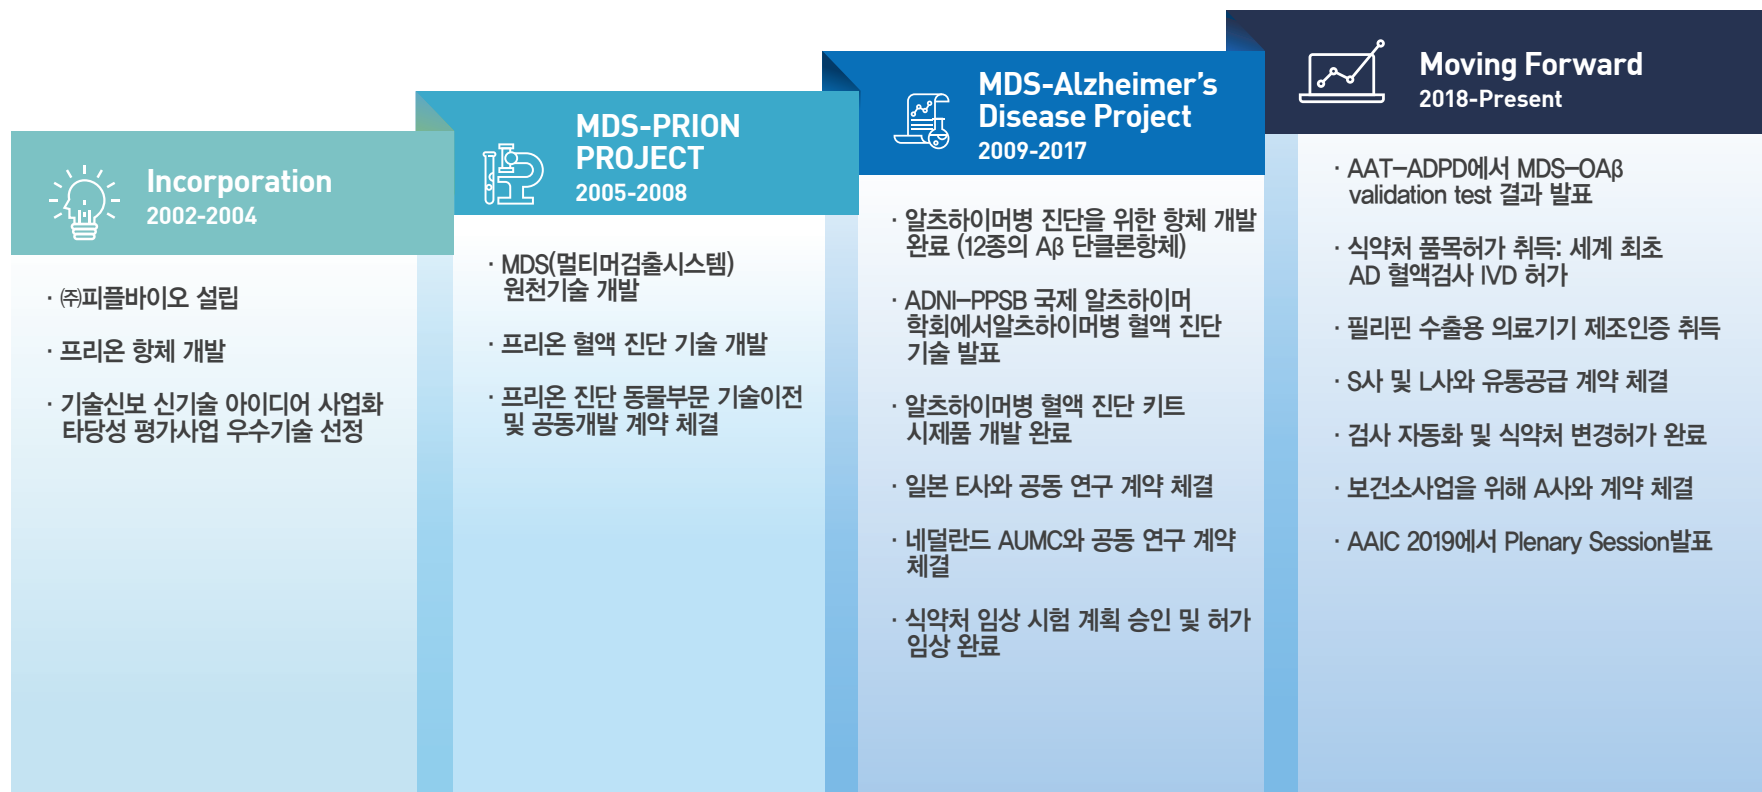 Incorporation
2002-2004
· ㈜피플바이오 설립
· 프리온 항체 개발
· 기술신보 신기술 아이디어 사업화
타당성 평가사업 우수기술 선정
MDS-PRION
PROJECT
2005-2008
· MDS(멀티머검출시스템)
원천기술 개발
· 프리온 혈액 진단 기술 개발
· 프리온 진단 동물부문 기술이전
및 공동개발 계약 체결
MDS-Alzheimer's
Disease Project
2009-2017
· 알츠하이머병 진단을 위한 항체 개발
완료 (12종의 Aβ 단클론항체)
· ADNI-PPSB 국제 알츠하이머
학회에서알츠하이머병 혈액 진단
기술 발표
· 알츠하이머병 혈액 진단 키트
시제품 개발 완료
· 일본 E사와 공동 연구 계약 체결
· 네덜란드 AUMC와 공동 연구 계약
체결
· 식약처 임상 시험 계획 승인 및 허가
임상 완료
Moving Forward
2018-Present
· AAT-ADPD에서 MDS-OAβ
validation test 결과 발표
· 식약처 품목허가 취득: 세계 최초
AD 혈액검사 IVD 허가
· 필리핀 수출용 의료기기 제조인증 취득
· S사 및 L사와 유통공급 계약 체결
· 검사 자동화 및 식약처 변경허가 완료
· 보건소사업을 위해 A사와 계약 체결
· AAIC 2019에서 Plenary Session발표